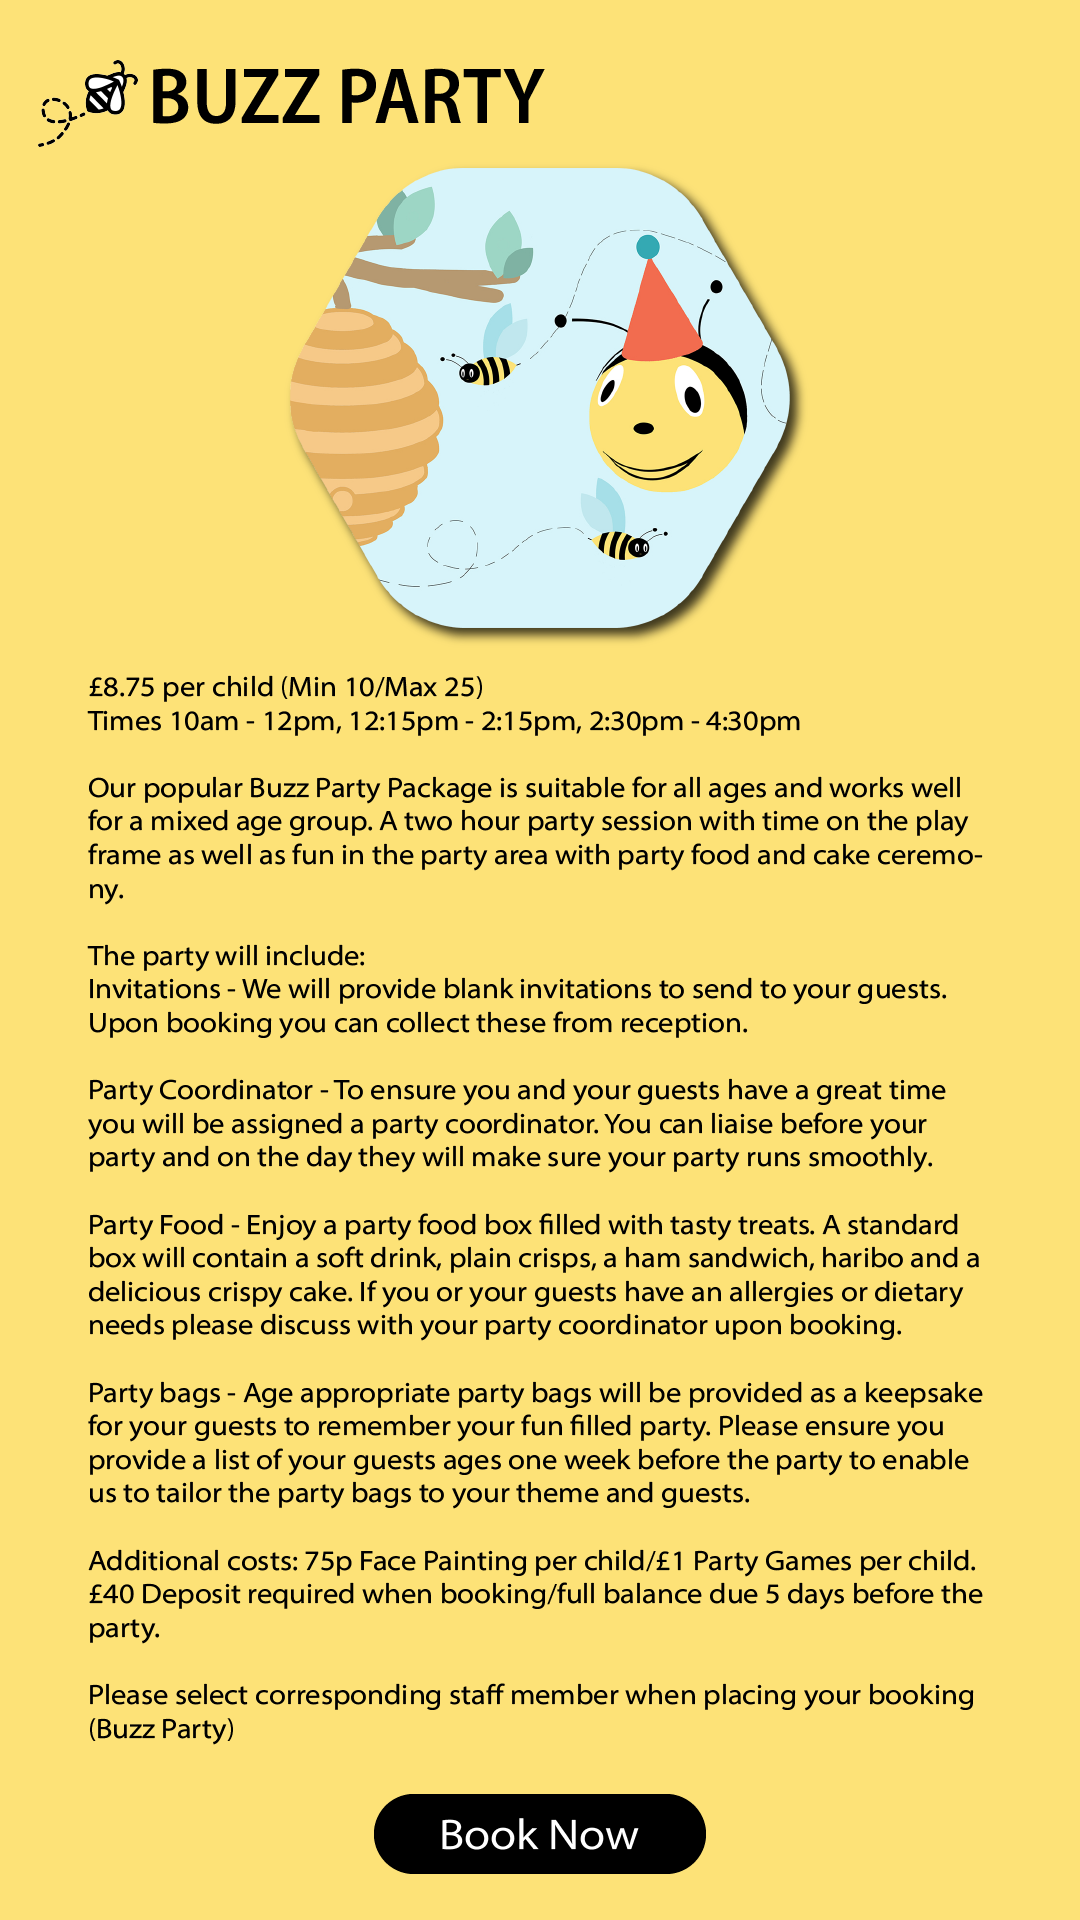 BUZZ PARTY
£8.75 per child (Min 10/Max 25)
Times 10am - 12pm, 12:15pm - 2:15pm, 2:30pm - 4:30pm
Our popular Buzz Party Package is suitable for all ages and works well
for a mixed age group. A two hour party session with time on the play
frame as well as fun in the party area with party food and cake ceremo-
ny.
The party will include:
Invitations - We will provide blank invitations to send to your guests.
Upon booking you can collect these from reception.
Party Coordinator - To ensure you and your guests have a great time
you will be assigned a party coordinator. You can liaise before your
party and on the day they will make sure your party runs smoothly.
Party Food - Enjoy a party food box filled with tasty treats. A standard
box will contain a soft drink, plain crisps, a ham sandwich, haribo and a
delicious crispy cake. If you or your guests have an allergies or dietary
needs please discuss with your party coordinator upon booking.
Party bags - Age appropriate party bags will be provided as a keepsake
for your guests to remember your fun filled party. Please ensure you
provide a list of your guests ages one week before the party to enable
us to tailor the party bags to your theme and guests.
Additional costs: 75p Face Painting per child/£1 Party Games per child.
£40 Deposit required when booking/full balance due 5 days before the
party.
Please select corresponding staff member when placing your booking
(Buzz Party)
Book Now